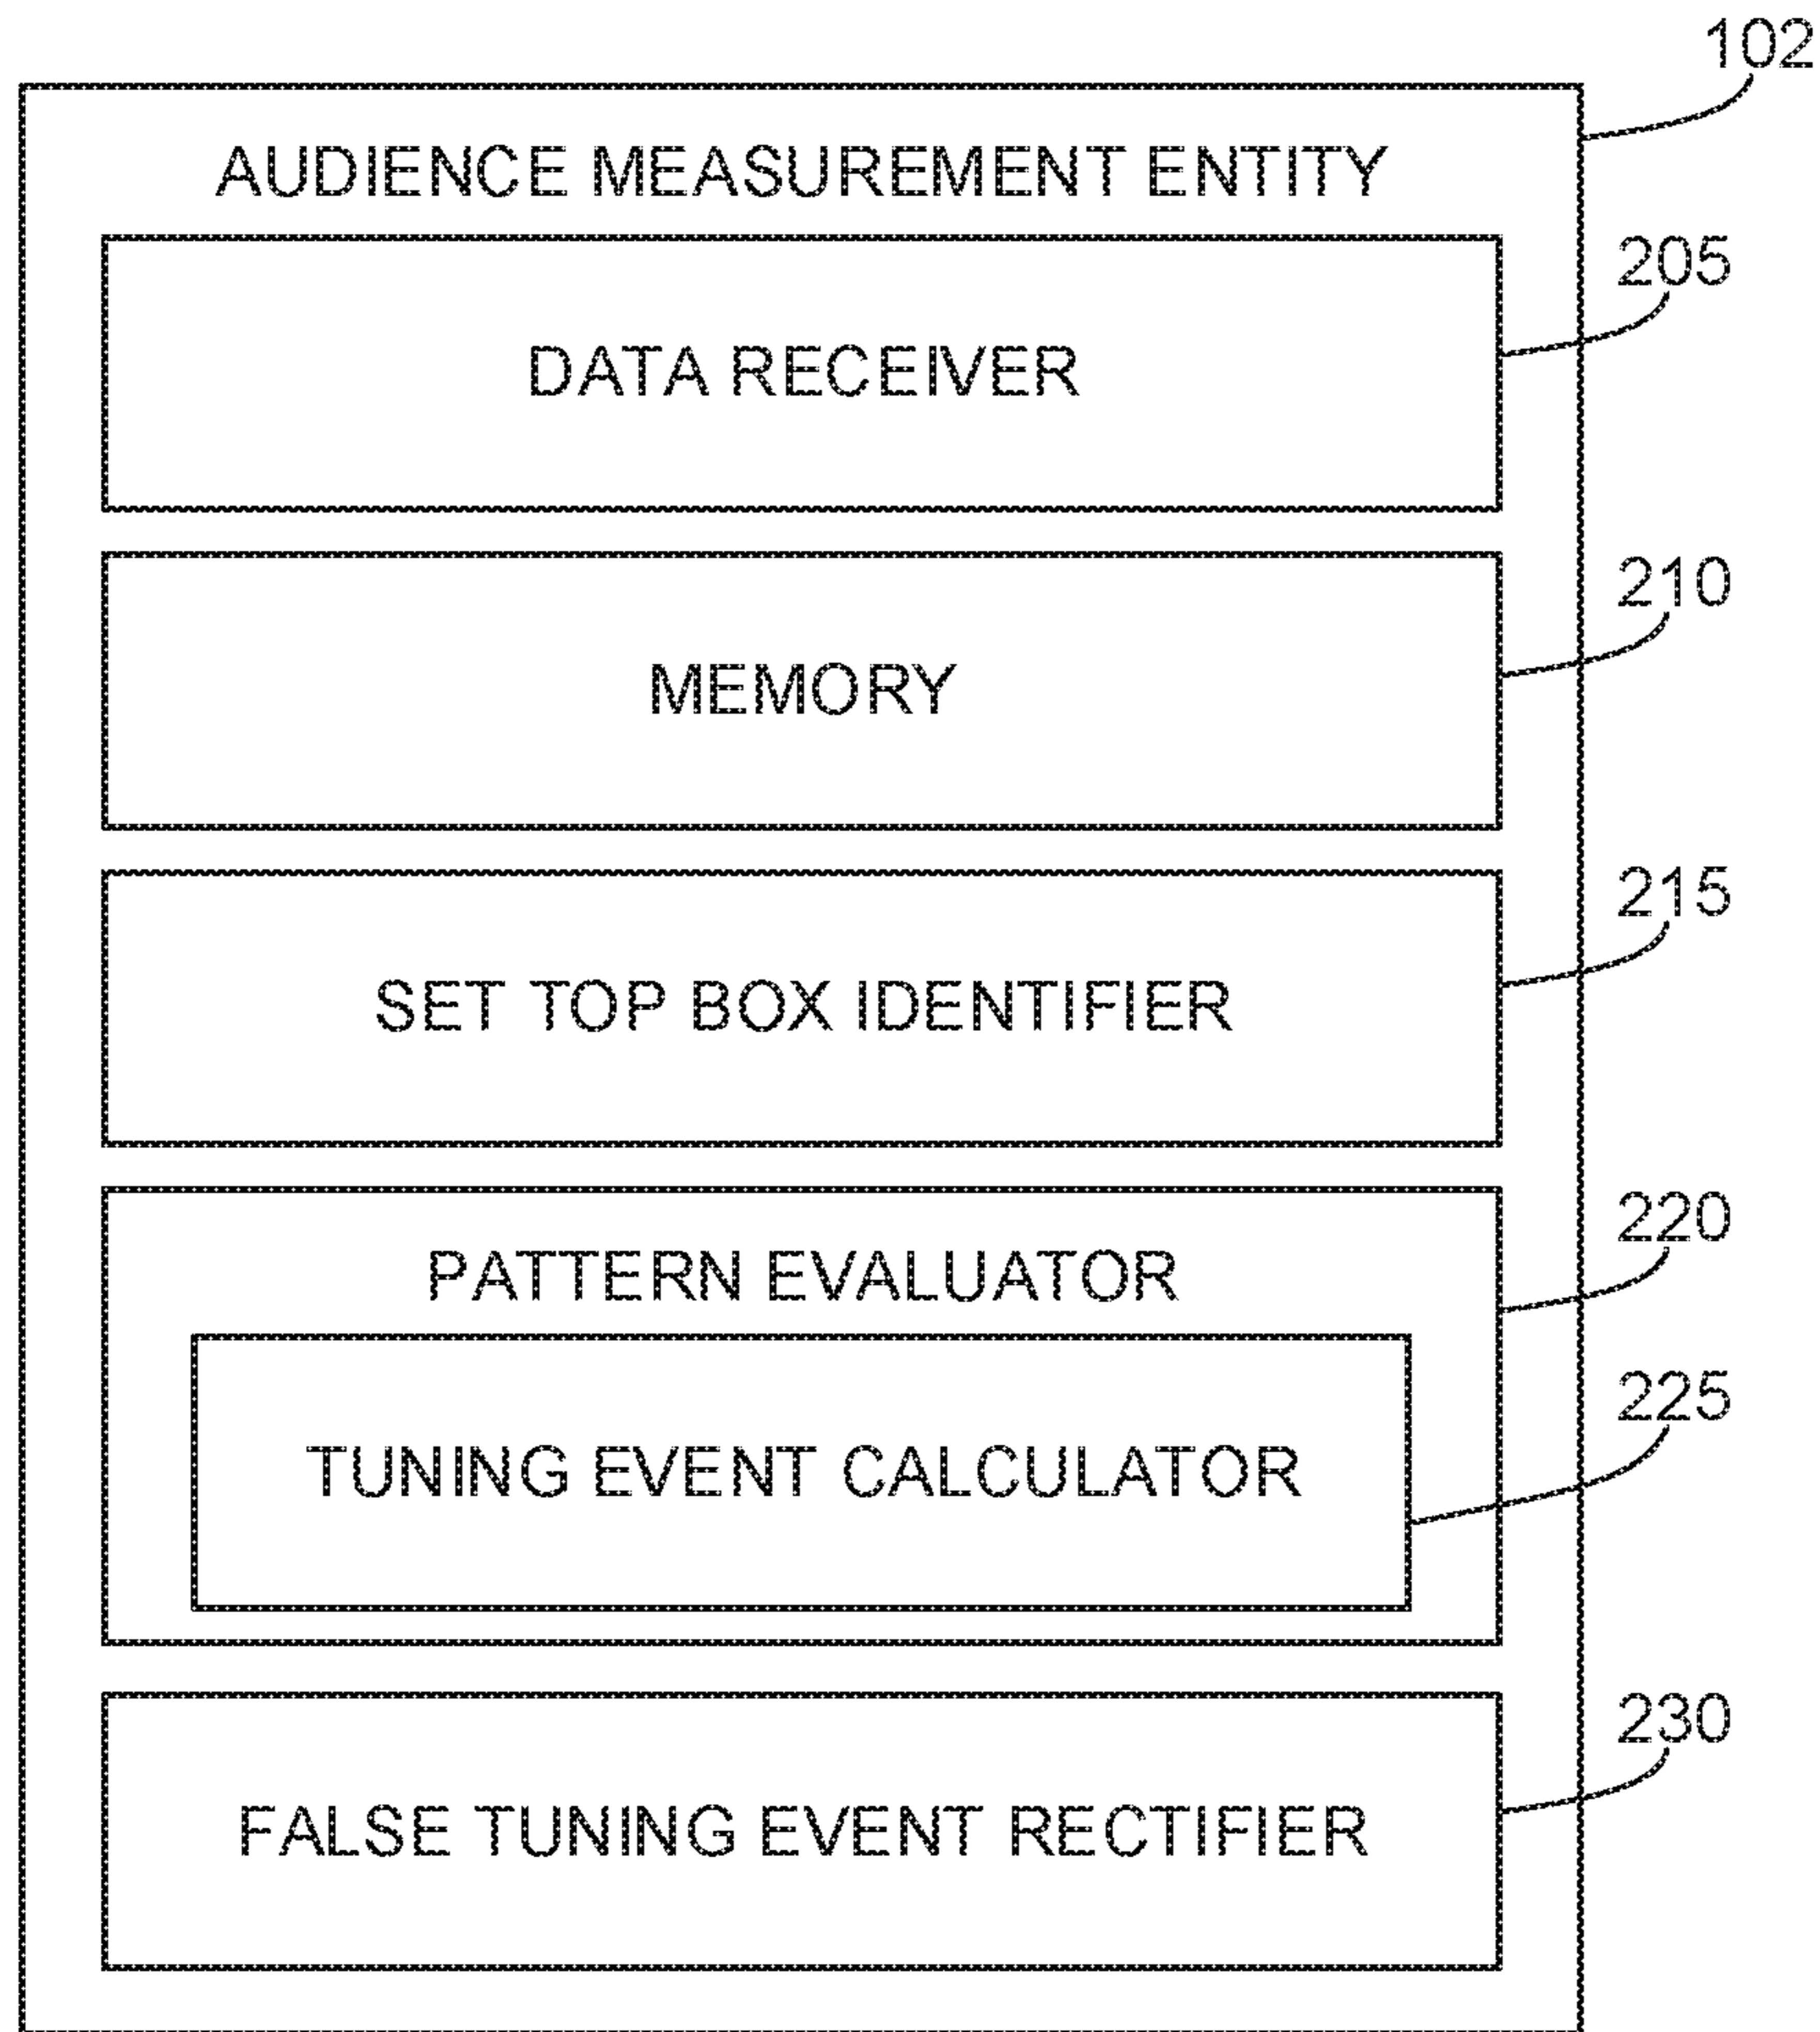 102
AUDIENCE MEASUREMENT ENTITY
205
DATA RECEIVER
210
MEMORY
215
SET TOP BOX IDENTIFIER
220
PATTERN EVALUATOR
225
TUNING EVENT CALCULATOR
230
FALSE TUNING EVENT RECTIFIER